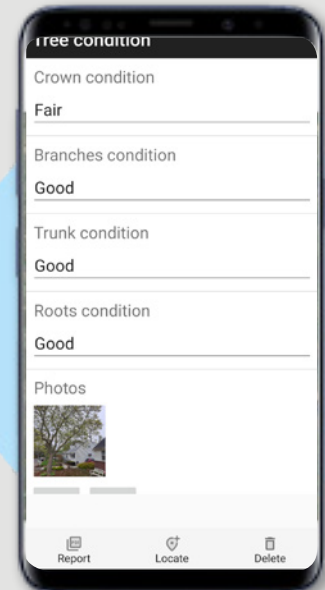 Tree condition
Crown condition
Fair
Branches condition
Good
Trunk condition
Good
Roots condition
Good
Photos
Report
Locate
Delete